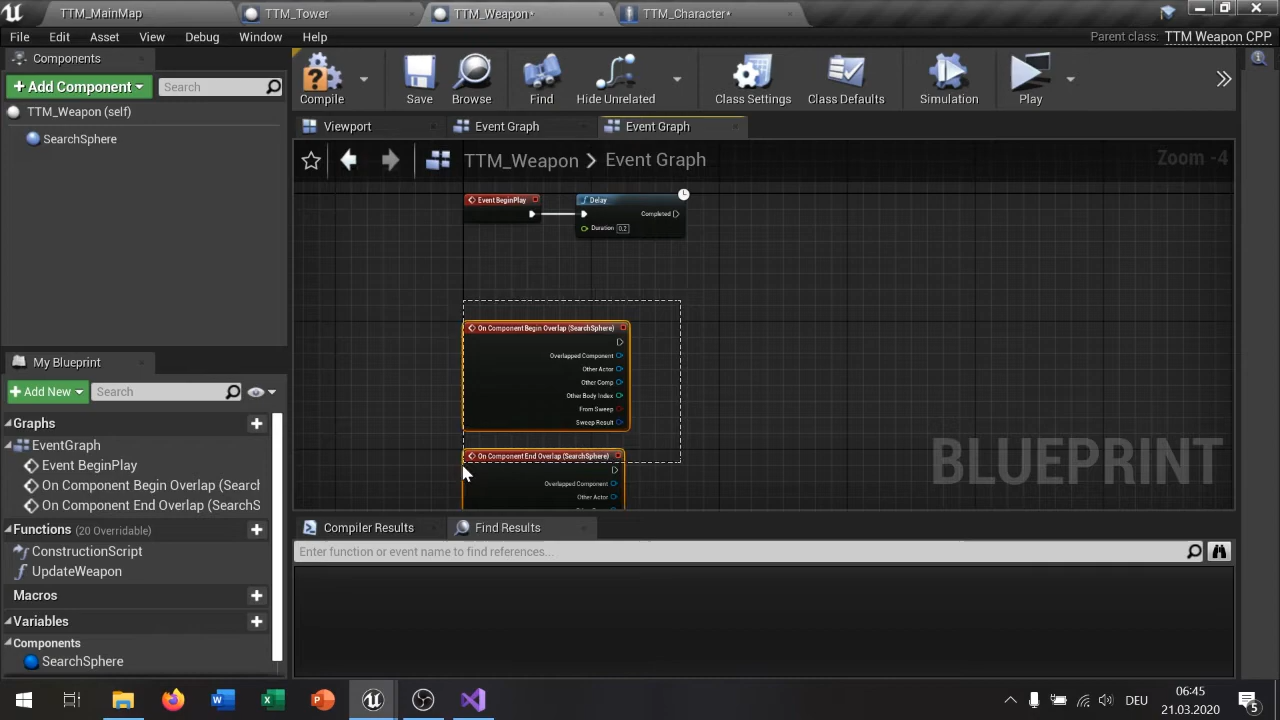 TTM_MainMap
TTM_Tower
TTM_Weapon*
TTM_Character*
File Edit Asset View Debug Window Help
Parent class: TTM Weapon CPP
Components
+ Add Component
Search
TTM_Weapon (self)
SearchSphere
Compile
Save
Browse
Find
Hide Unrelated
Class Settings
Class Defaults
Simulation
Play
Viewport
Event Graph
Event Graph
TTM_Weapon > Event Graph
Zoom -4
Event BeginPlay
Delay
Completed
Duration 0.2
On Component Begin Overlap (SearchSphere)
Overlapped Component
Other Actor
Other Comp
Other Body Index
From Sweep
Sweep Result
On Component End Overlap (SearchSphere)
Overlapped Component
Other Actor
BLUEPRINT
My Blueprint
+ Add New
Search
Graphs
EventGraph
Event BeginPlay
On Component Begin Overlap (Search
On Component End Overlap (SearchS
Functions (20 Overridable)
ConstructionScript
UpdateWeapon
Macros
Variables
Components
SearchSphere
Compiler Results
Find Results
Enter function or event name to find references...
DEU
06:45
21.03.2020
5